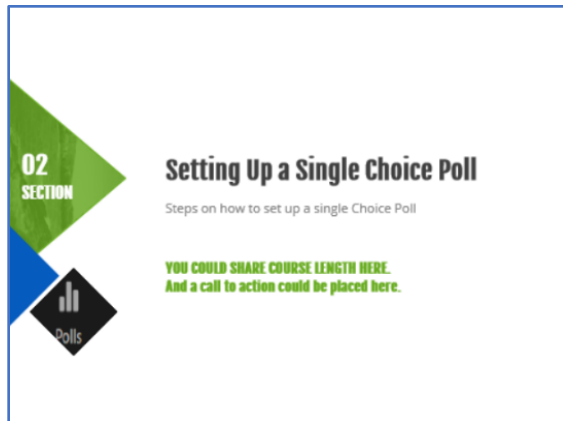 02
SECTION
Setting Up a Single Choice Poll
Steps on how to set up a single Choice Poll
YOU COULD SHARE COURSE LENGTH HERE.
And a call to action could be placed here.
Polls